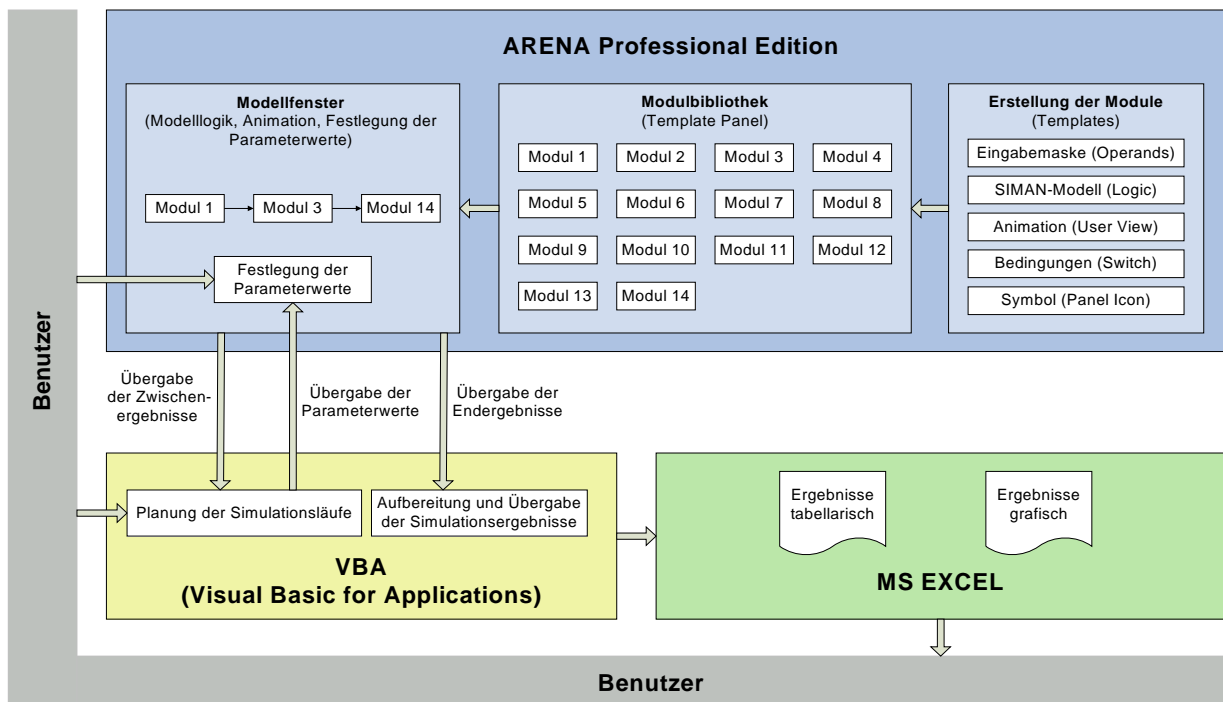 ARENA Professional Edition
Modellfenster
(Modelllogik, Animation, Festlegung der
Parameterwerte)
Modul 1
Modul 3
Modul 14
Festlegung der
Parameterwerte
Modulbibliothek
(Template Panel)
Modul 1
Modul 2
Modul 3
Modul 4
Modul 5
Modul 6
Modul 7
Modul 8
Modul 9
Modul 10
Modul 11
Modul 12
Modul 13
Modul 14
Erstellung der Module
(Templates)
Eingabemaske (Operands)
SIMAN-Modell (Logic)
Animation (User View)
Bedingungen (Switch)
Symbol (Panel Icon)
Benutzer
Übergabe
der Zwischen-
ergebnisse
Übergabe der
Parameterwerte
Übergabe der
Endergebnisse
Planung der Simulationsläufe
Aufbereitung und Übergabe
der Simulationsergebnisse
VBA
(Visual Basic for Applications)
Ergebnisse
tabellarisch
Ergebnisse
grafisch
MS EXCEL
Benutzer